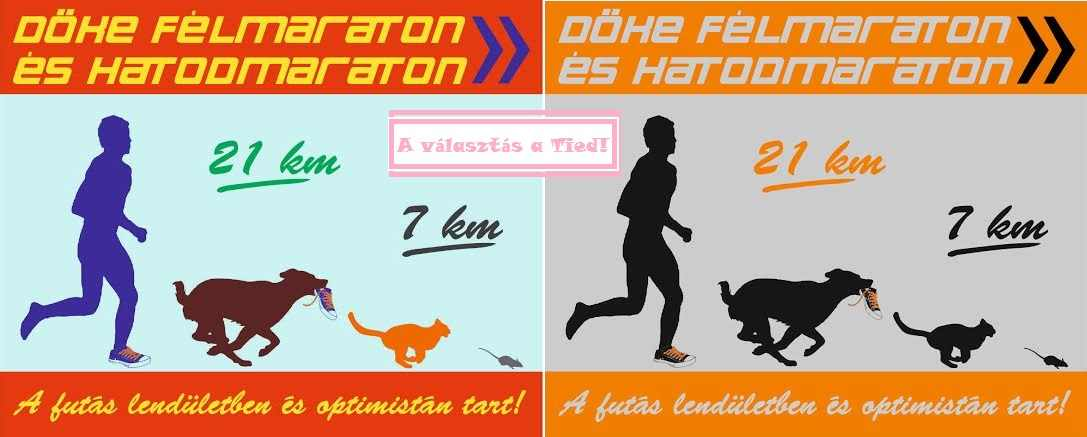 DÖKE FÉLMARATON
ÉS HATODMARATON
21 km
7 km
A futás lendületben és optimistán tart!
A választás a Tied!
DÖKE FÉLMARATON
ÉS HATODMARATON
21 km
7 km
A futás lendületben és optimistán tart!